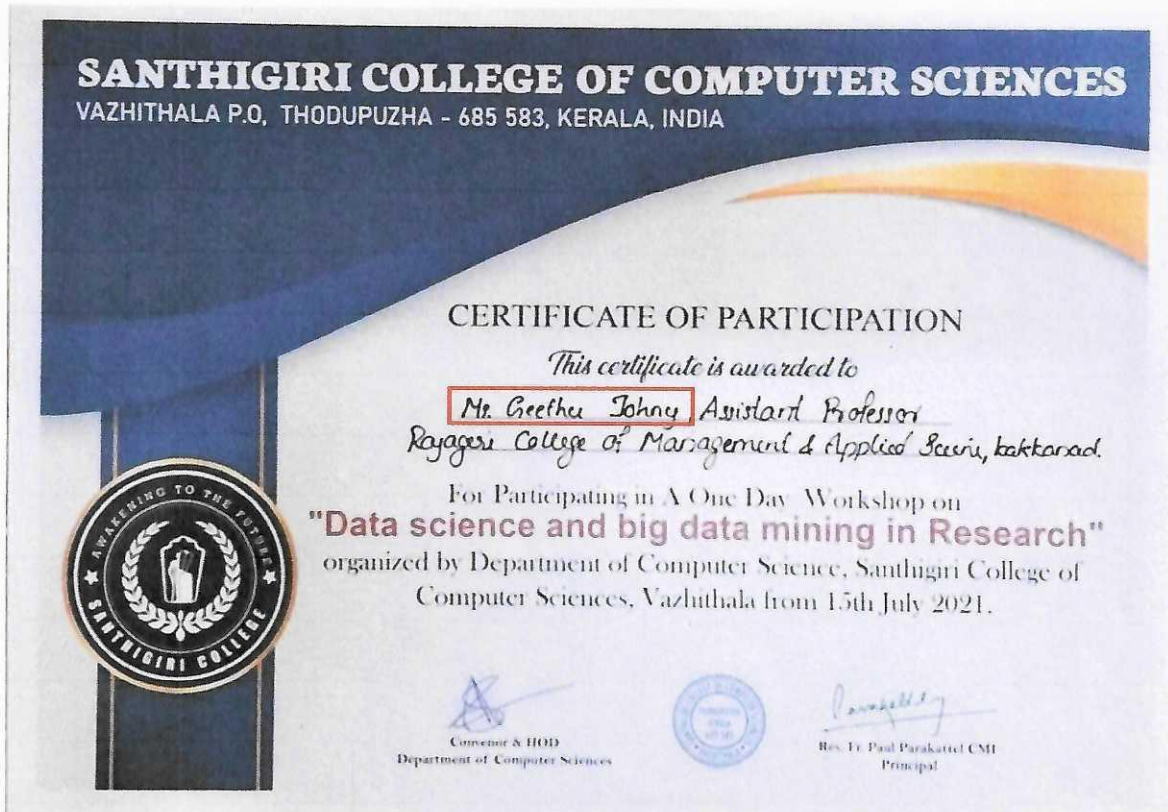 SANTHIGIRI COLLEGE OF COMPUTER SCIENCES
VAZHITHALA P.O, THODUPUZHA - 685 583, KERALA, INDIA
CERTIFICATE OF PARTICIPATION
This certificate is awarded to
Ms. Geethu Johny, Assistant Professor
Rajagiri College of Management & Applied kakkanad.
For Participating in A One Day Workshop on
"Data science and big data mining in Research"
organized by Department of Computer Science, Santhigiri College of
Computer Sciences, Vazhithala from 15th July 2021.
AWAKENING TO THE FUTURE
SANTHIGIRI COLLEGE
Convenor & HOD
Department of Computer Sciences
Rev. Fr. Paul Parakattel CMI
Principal